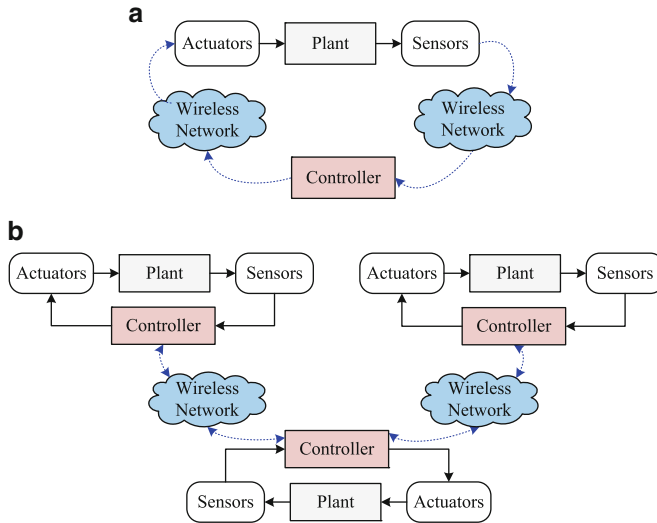 a
Actuators
Plant
Sensors
Wireless
Network
Wireless
Network
Controller
b
Actuators
Plant
Sensors
Actuators
Plant
Sensors
Controller
Controller
Wireless
Network
Wireless
Network
Controller
Sensors
Plant
Actuators